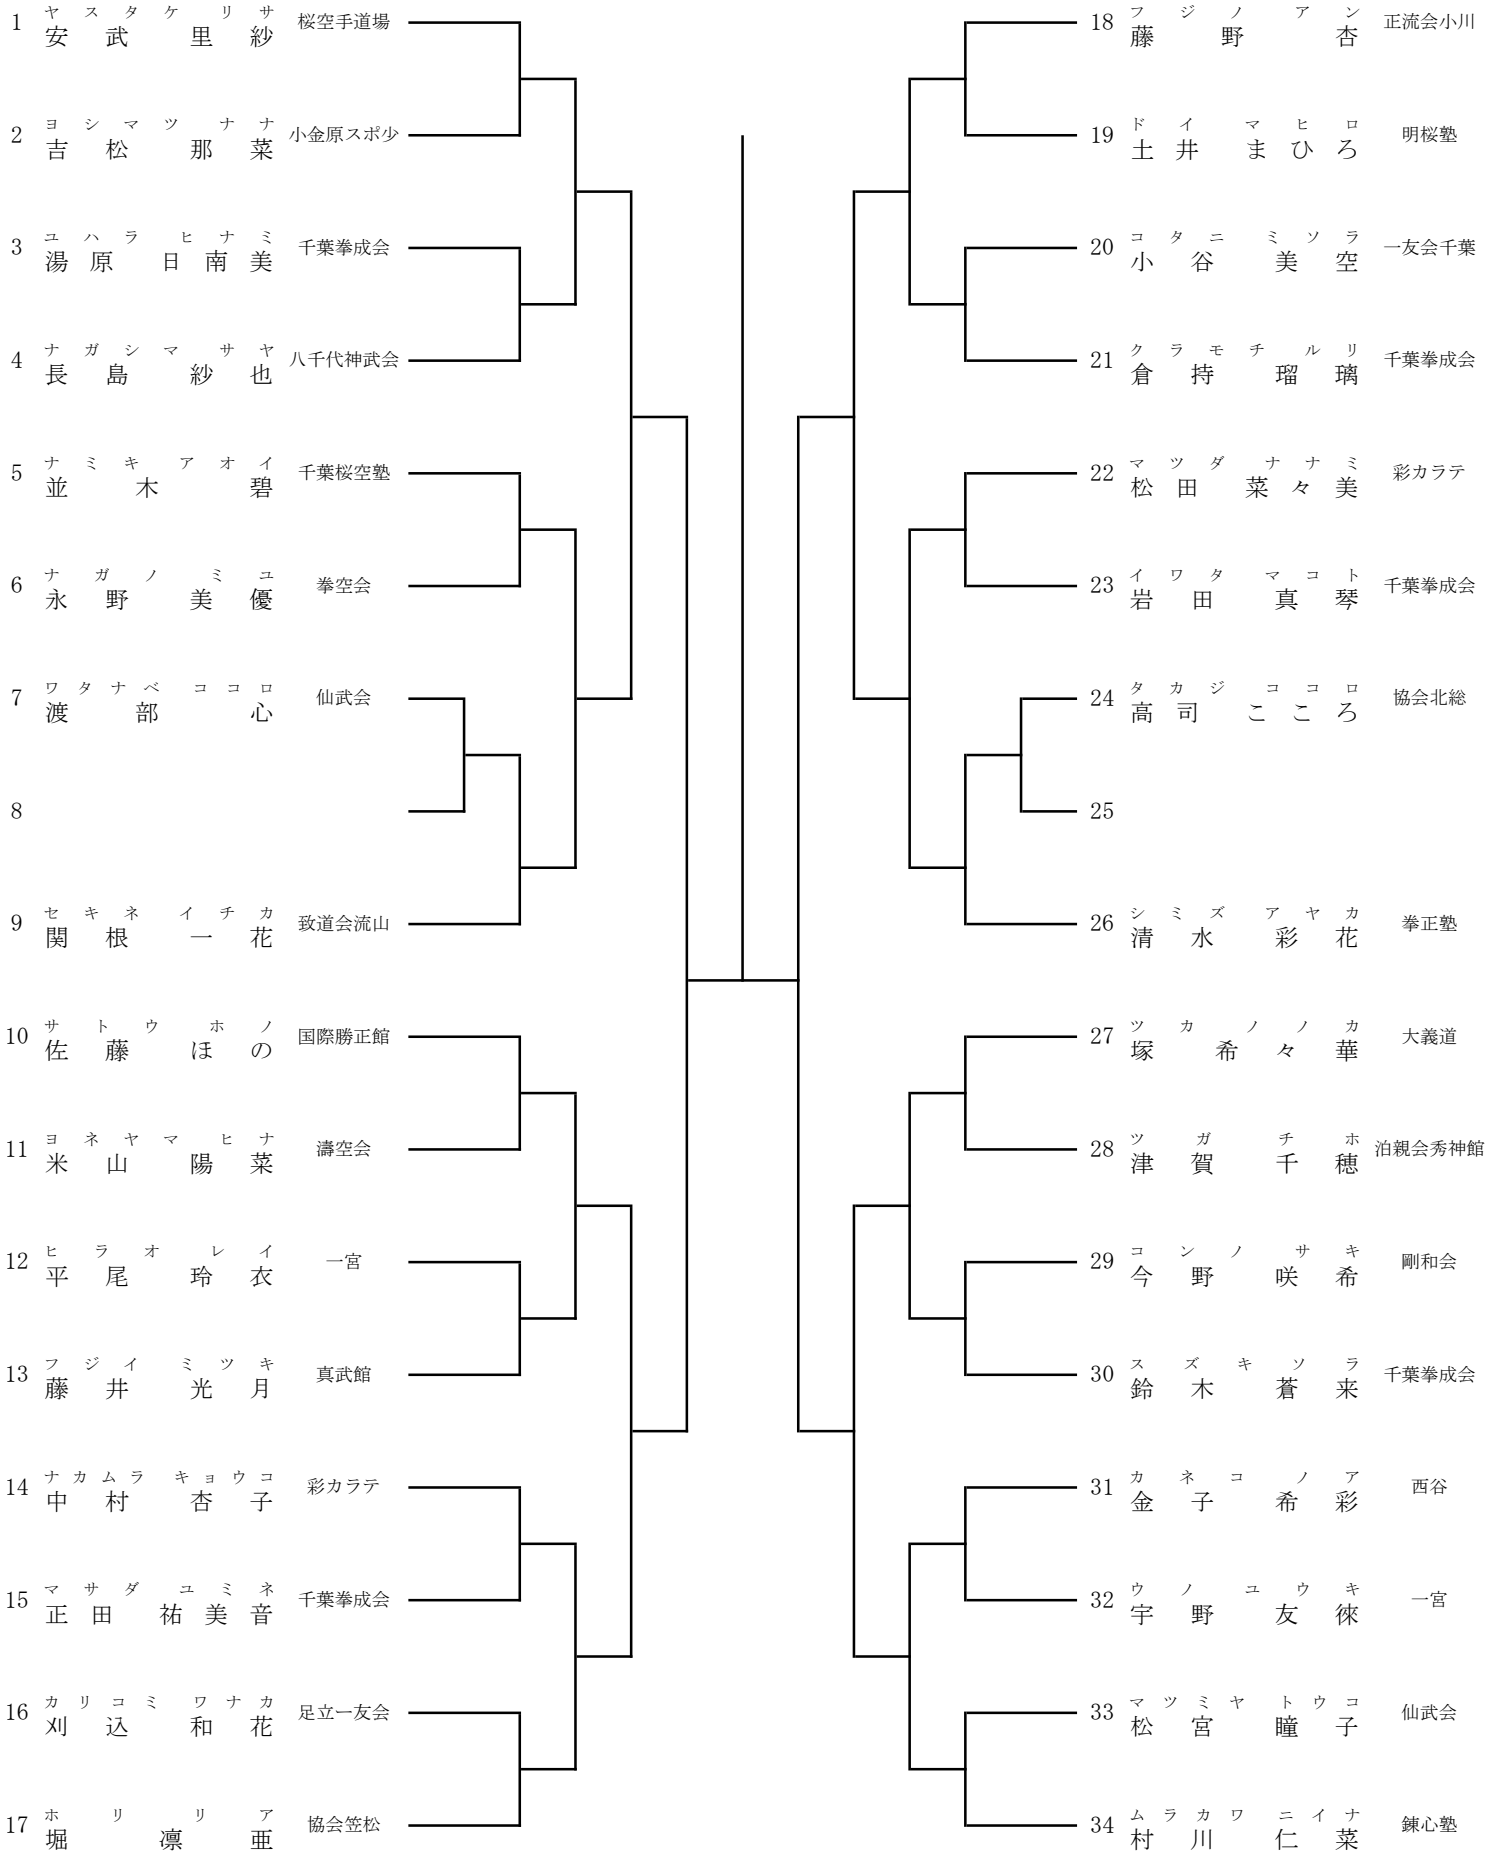 1 ヤスタケ リサ 桜空手道場
安武 里紗
2 ヨシマツ ナナ 小金原スポ少
吉松 那菜
3 ユハラ ヒナミ 千葉拳成会
湯原 日南美
4 ナガシマ サヤ 八千代神武会
長島 紗也
5 ナミキ アオイ 千葉桜空塾
並木 碧
6 ナガノ ミユ 拳空会
永野 美優
7 ワタナベ ココロ 仙武会
渡部 心
8
9 セキネ イチカ 致道会流山
関根 一花
10 サトウ ホノ 国際勝正館
佐藤 ほの
11 ヨネヤマ ヒナ 濤空会
米山 陽菜
12 ヒラオ レイ 一宮
平尾 玲衣
13 フジイ ミツキ 真武館
藤井 光月
14 ナカムラ キョウコ 彩カラテ
中村 杏子
15 マサダ ユミネ 千葉拳成会
正田 祐美音
16 カリコミ ワナカ 足立一友会
刈込 和花
17 ホリ リア 協会笠松
堀 凛亜
18 フジノ アン 正流会小川
藤野 杏
19 ドイ マヒロ 明桜塾
土井 まひろ
20 コタニ ミソラ 一友会千葉
小谷 美空
21 クラモチ ルリ 千葉拳成会
倉持 瑠璃
22 マツダ ナナミ 彩カラテ
松田 菜々美
23 イワタ マコト 千葉拳成会
岩田 真琴
24 タカジ ココロ 協会北総
高司 こころ
25
26 シミズ アヤカ 拳正塾
清水 彩花
27 ツカ ノノカ 大義道
塚 希々華
28 ツガ チホ 泊親会秀神館
津賀 千穂
29 コンノ サキ 剛和会
今野 咲希
30 スズキ ソラ 千葉拳成会
鈴木 蒼来
31 カネコ ノア 西谷
金子 希彩
32 ウノ ユウキ 一宮
宇野 友徠
33 マツミヤ トウコ 仙武会
松宮 瞳子
34 ムラカワ ニイナ 錬心塾
村川 仁菜